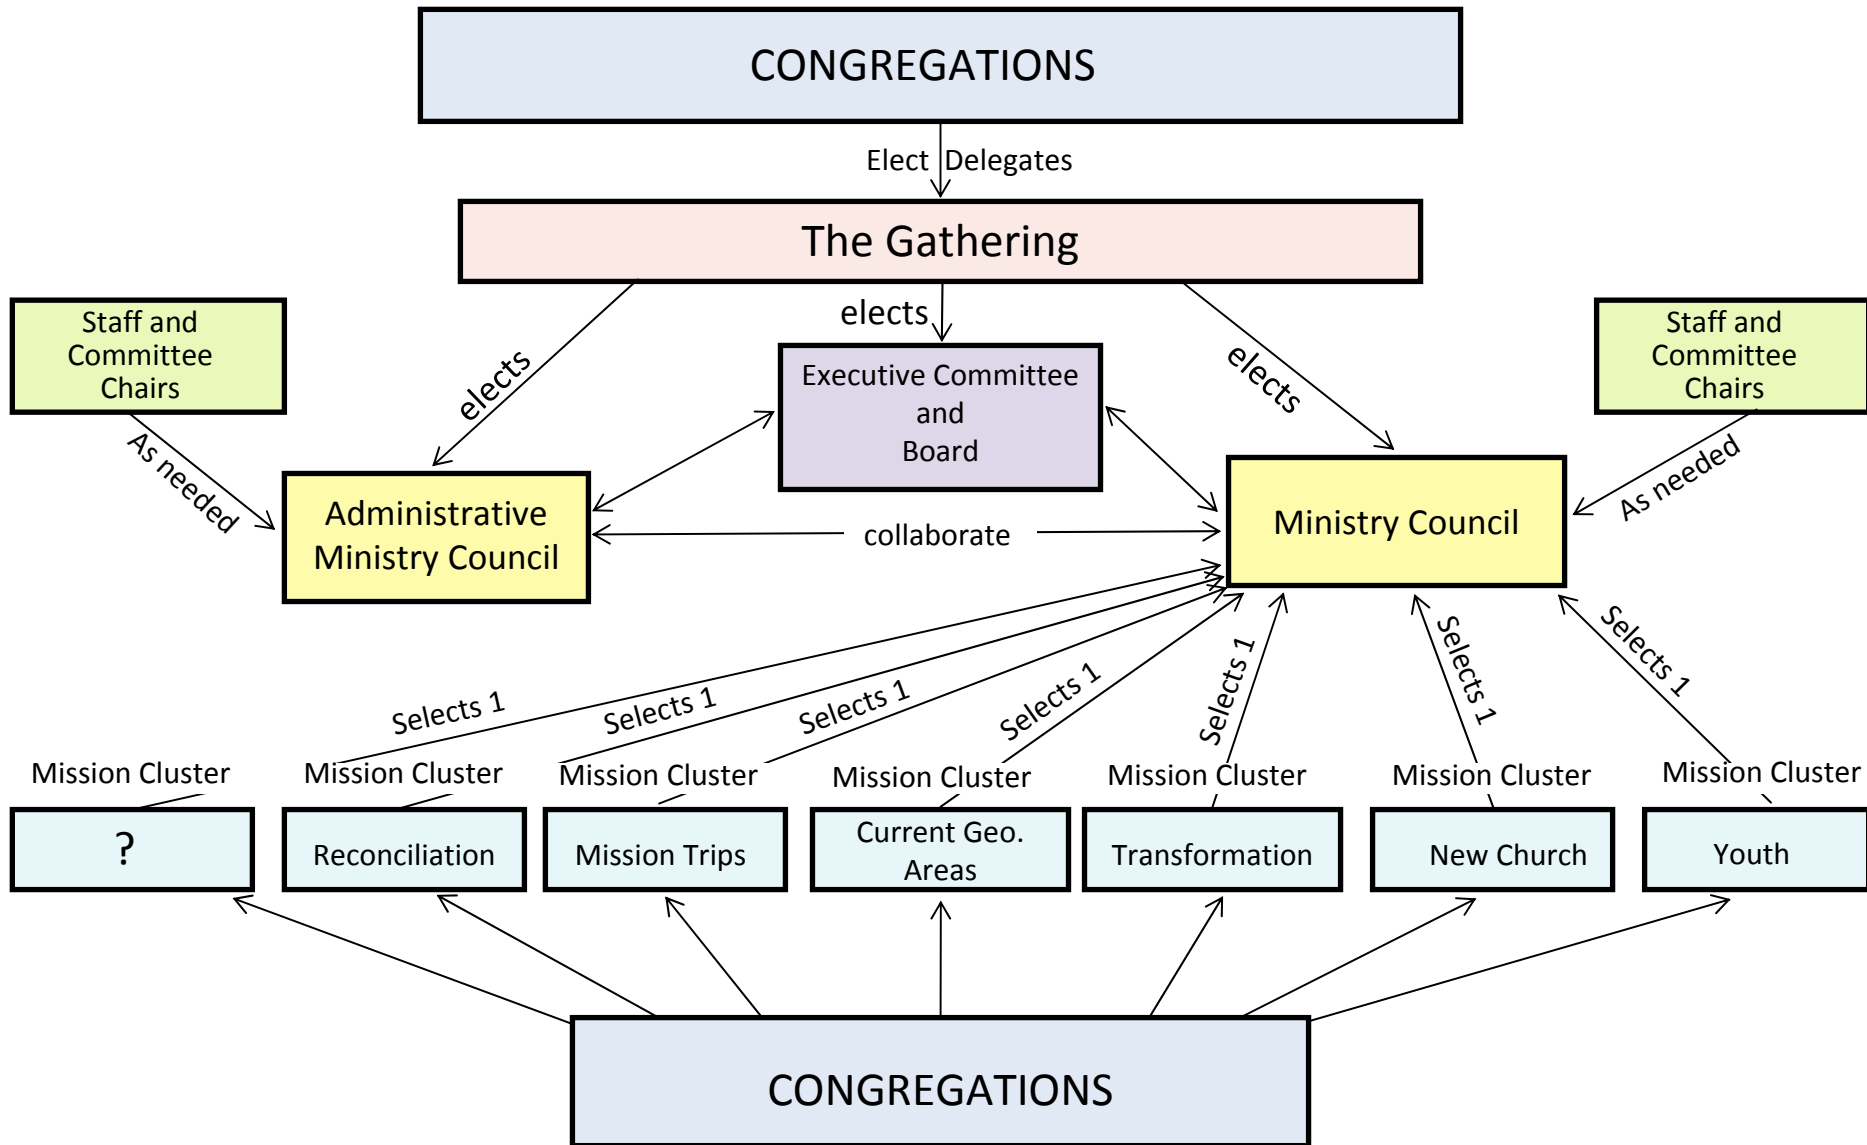 CONGREGATIONS
Elect Delegates
The Gathering
elects
elects
elects
Staff and
Committee
Chairs
As needed
Executive Committee
and
Board
Staff and
Committee
Chairs
As needed
Administrative
Ministry Council
collaborate
Ministry Council
Selects 1
Selects 1
Selects 1
Selects 1
Selects 1
Selects 1
Selects 1
Mission Cluster
Mission Cluster
Mission Cluster
Mission Cluster
Mission Cluster
Mission Cluster
Mission Cluster
?
Reconciliation
Mission Trips
Current Geo.
Areas
Transformation
New Church
Youth
CONGREGATIONS